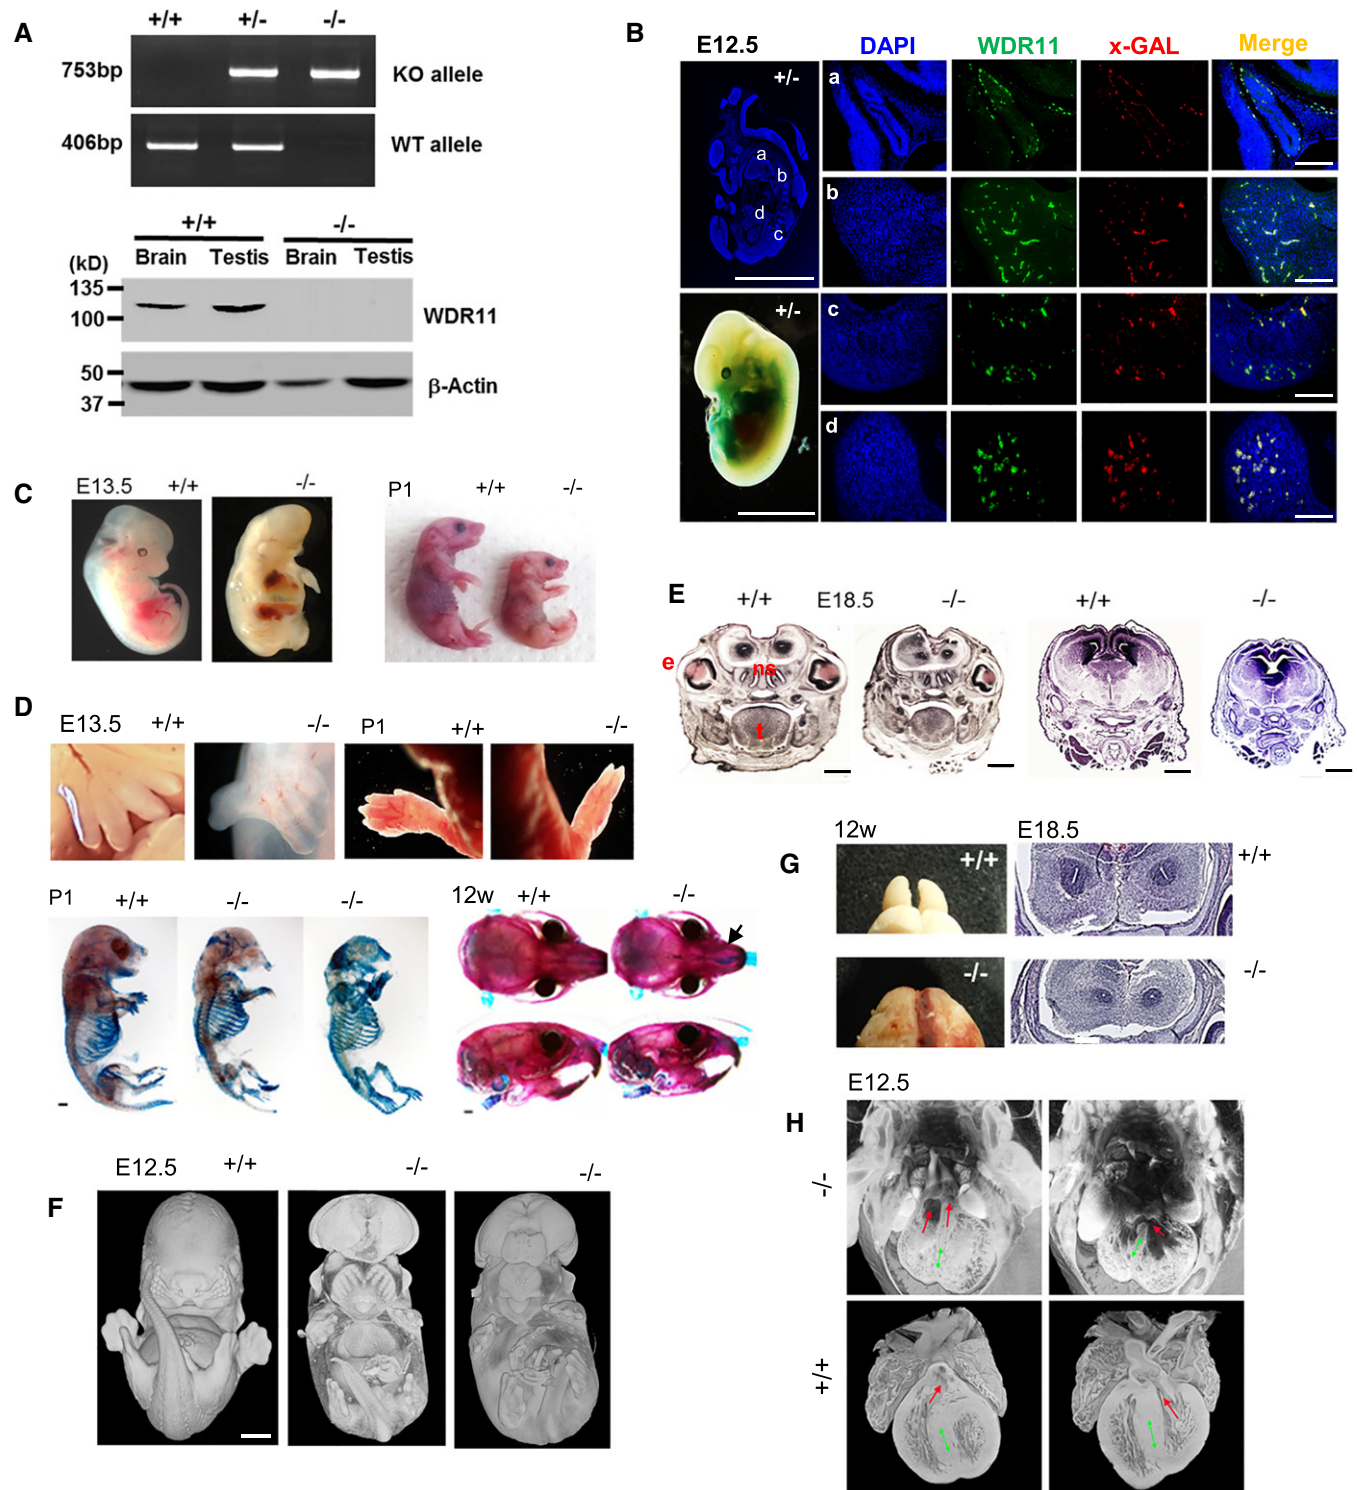 A
+/+ +/- -/-
753bp KO allele
406bp WT allele
+/+ -/-
Brain Testis Brain Testis
(kD)
135
100
WDR11
50
37
β-Actin
B
E12.5 DAPI WDR11 x-GAL Merge
+/-
a
b
d
c
a
b
+/-
c
d
C
E13.5 +/+ -/-
P1 +/+ -/-
D
E13.5 +/+ -/- P1 +/+ -/-
P1 +/+ -/- -/-
12w +/+ -/-
E
+/+ E18.5 -/- +/+ -/-
e
ns
t
F
E12.5 +/+ -/- -/-
G
12w E18.5
+/+ +/+
-/- -/-
H
E12.5
-/-
+/+